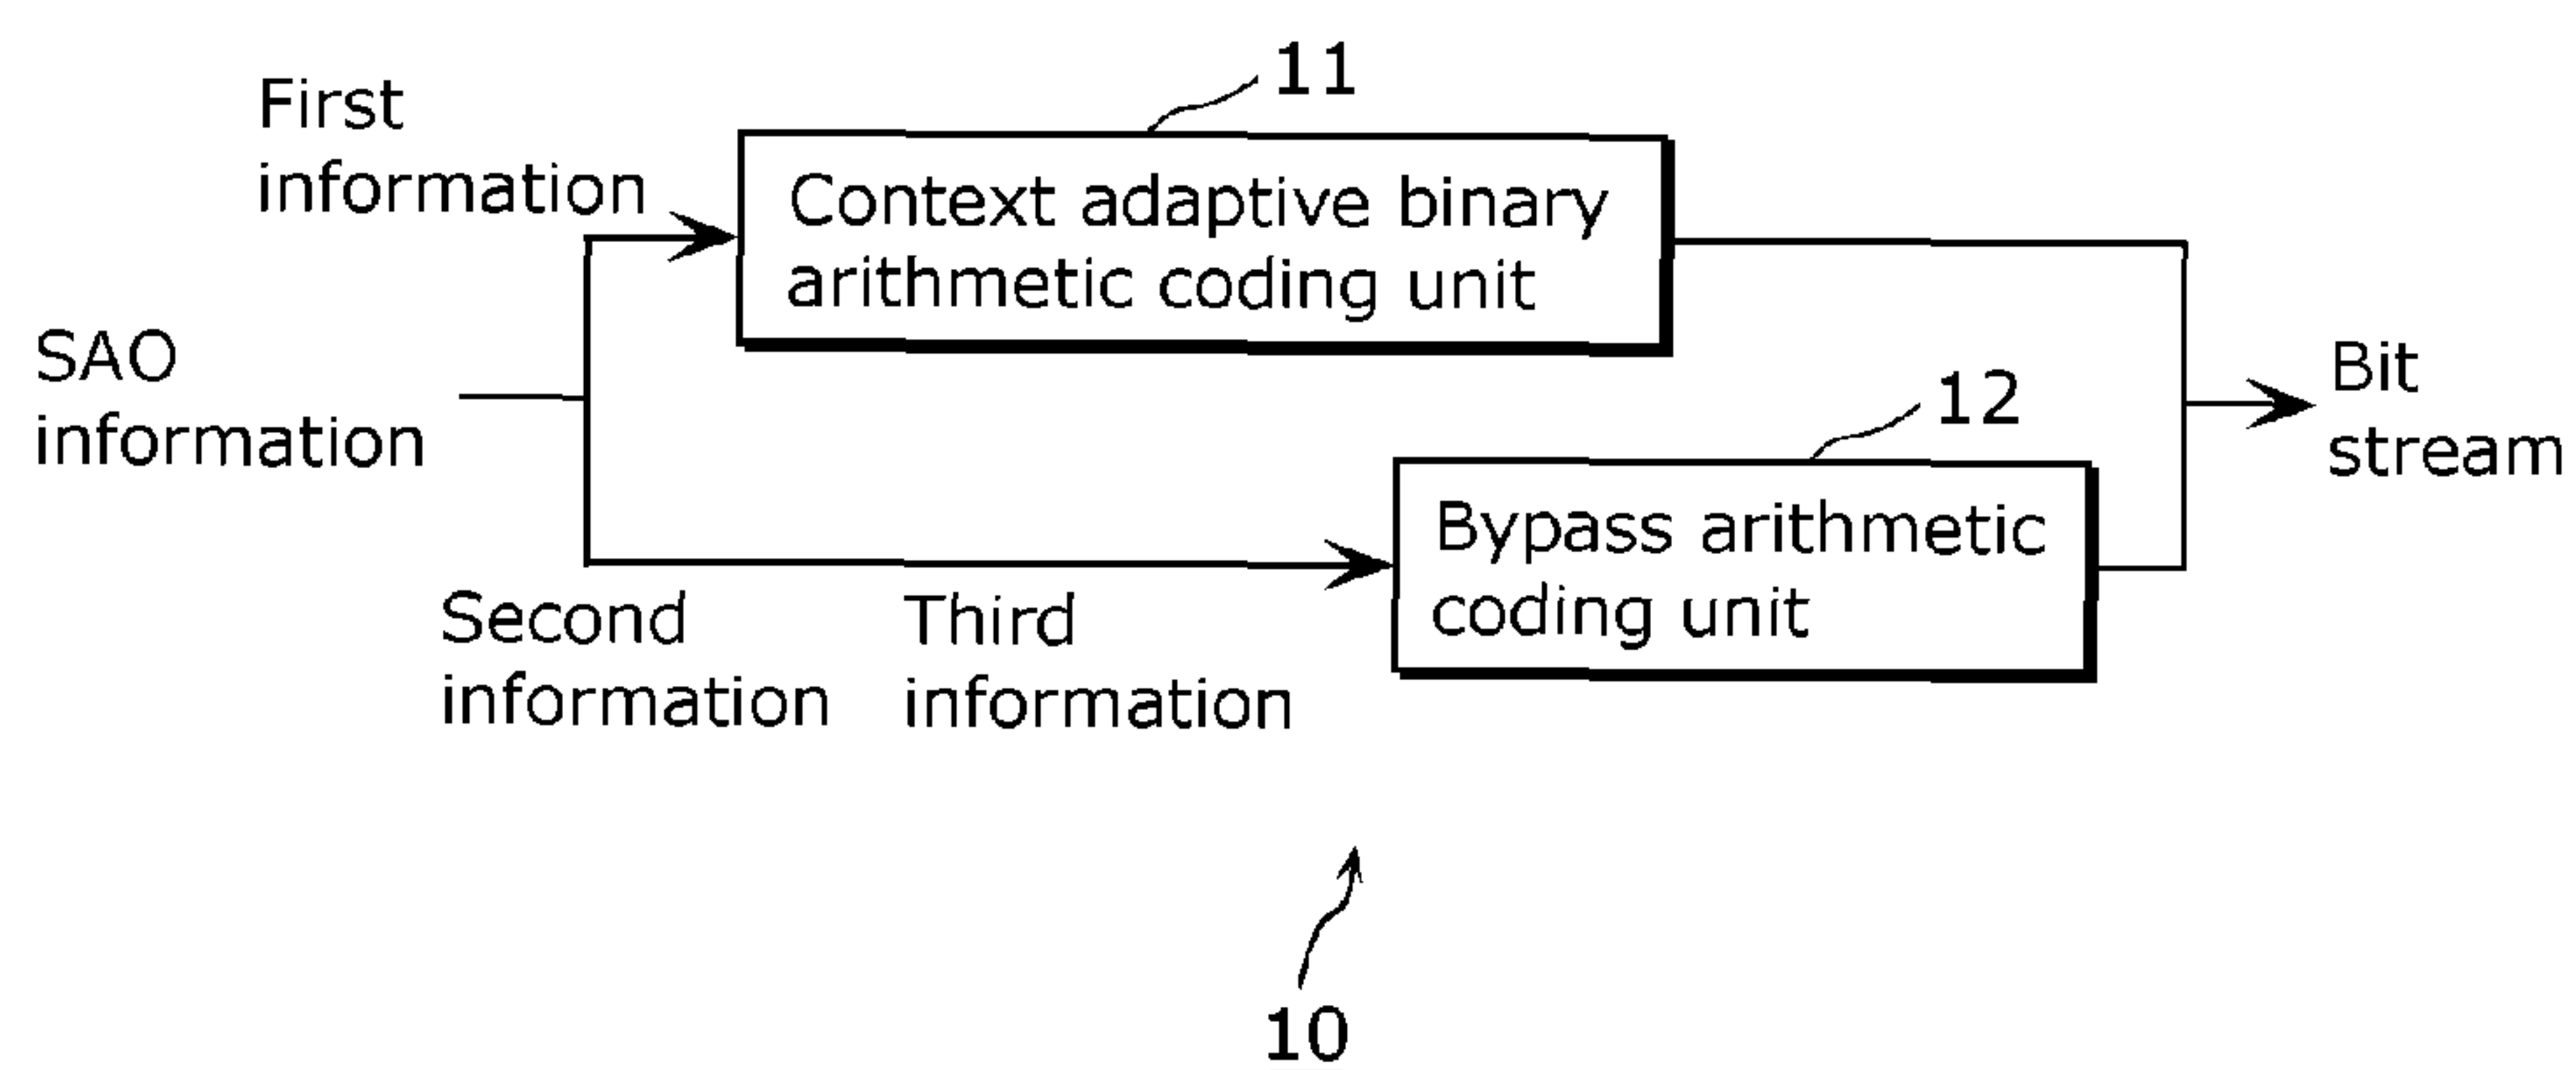 11
First
information
Context adaptive binary
arithmetic coding unit
SAO
information
Bit
stream
12
Bypass arithmetic
coding unit
Second
information
Third
information
10